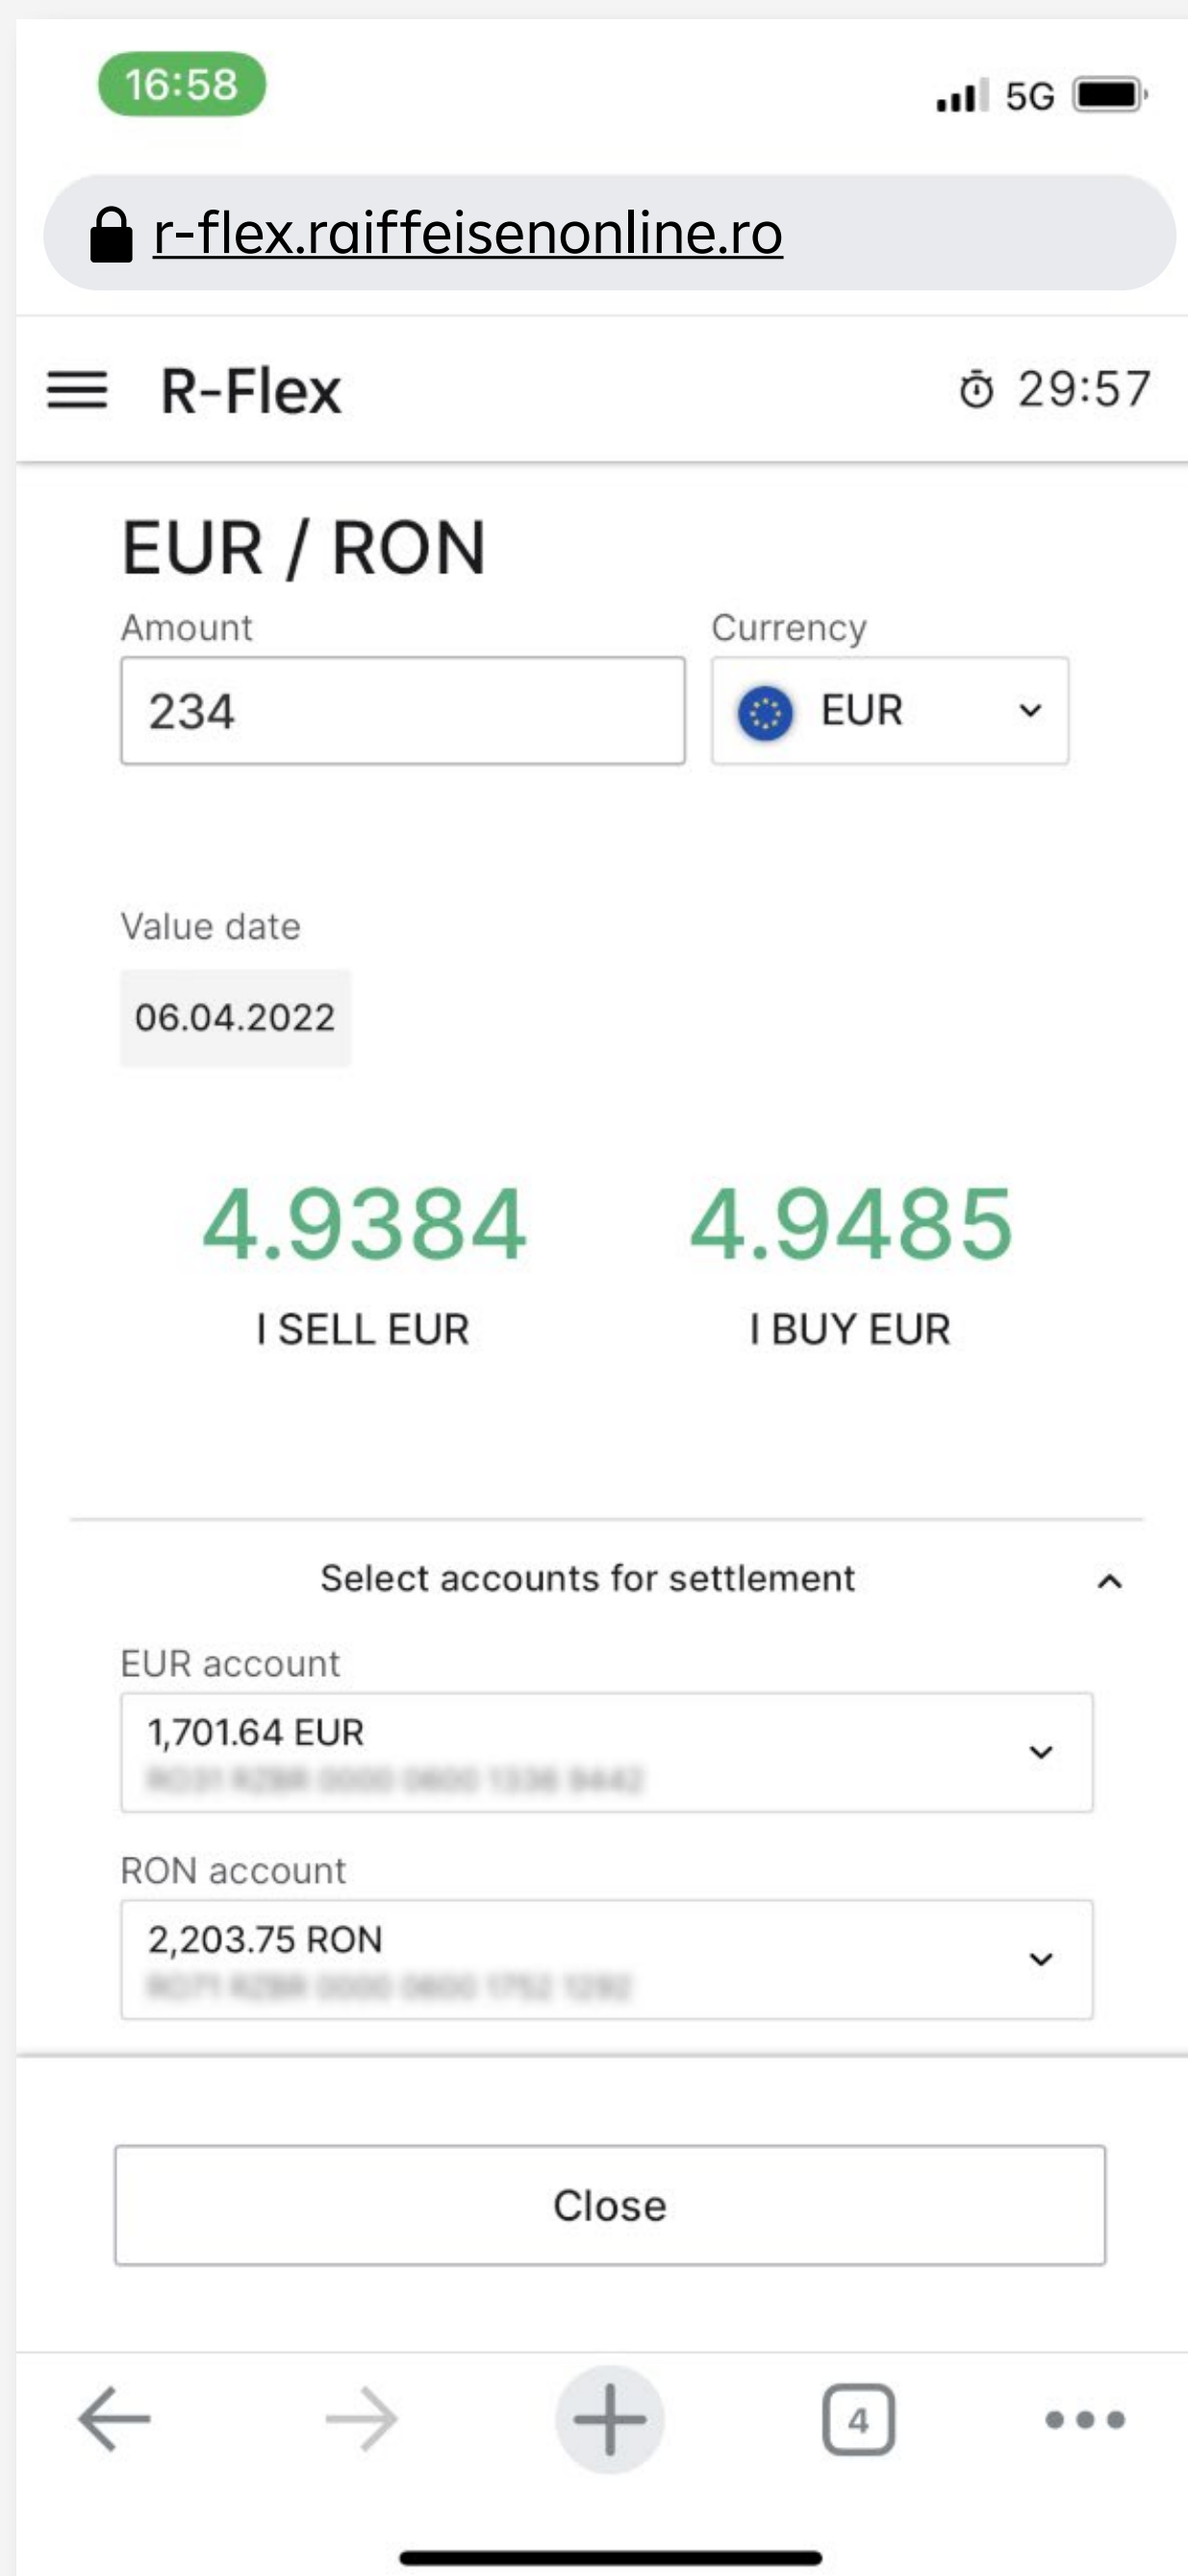 16:58
5G
r-flex.raiffeisenonline.ro
R-Flex
29:57
EUR / RON
Amount
Currency
234
EUR
Value date
06.04.2022
4.9384
4.9485
I SELL EUR
I BUY EUR
Select accounts for settlement
EUR account
1,701.64 EUR
RON account
2,203.75 RON
Close
4